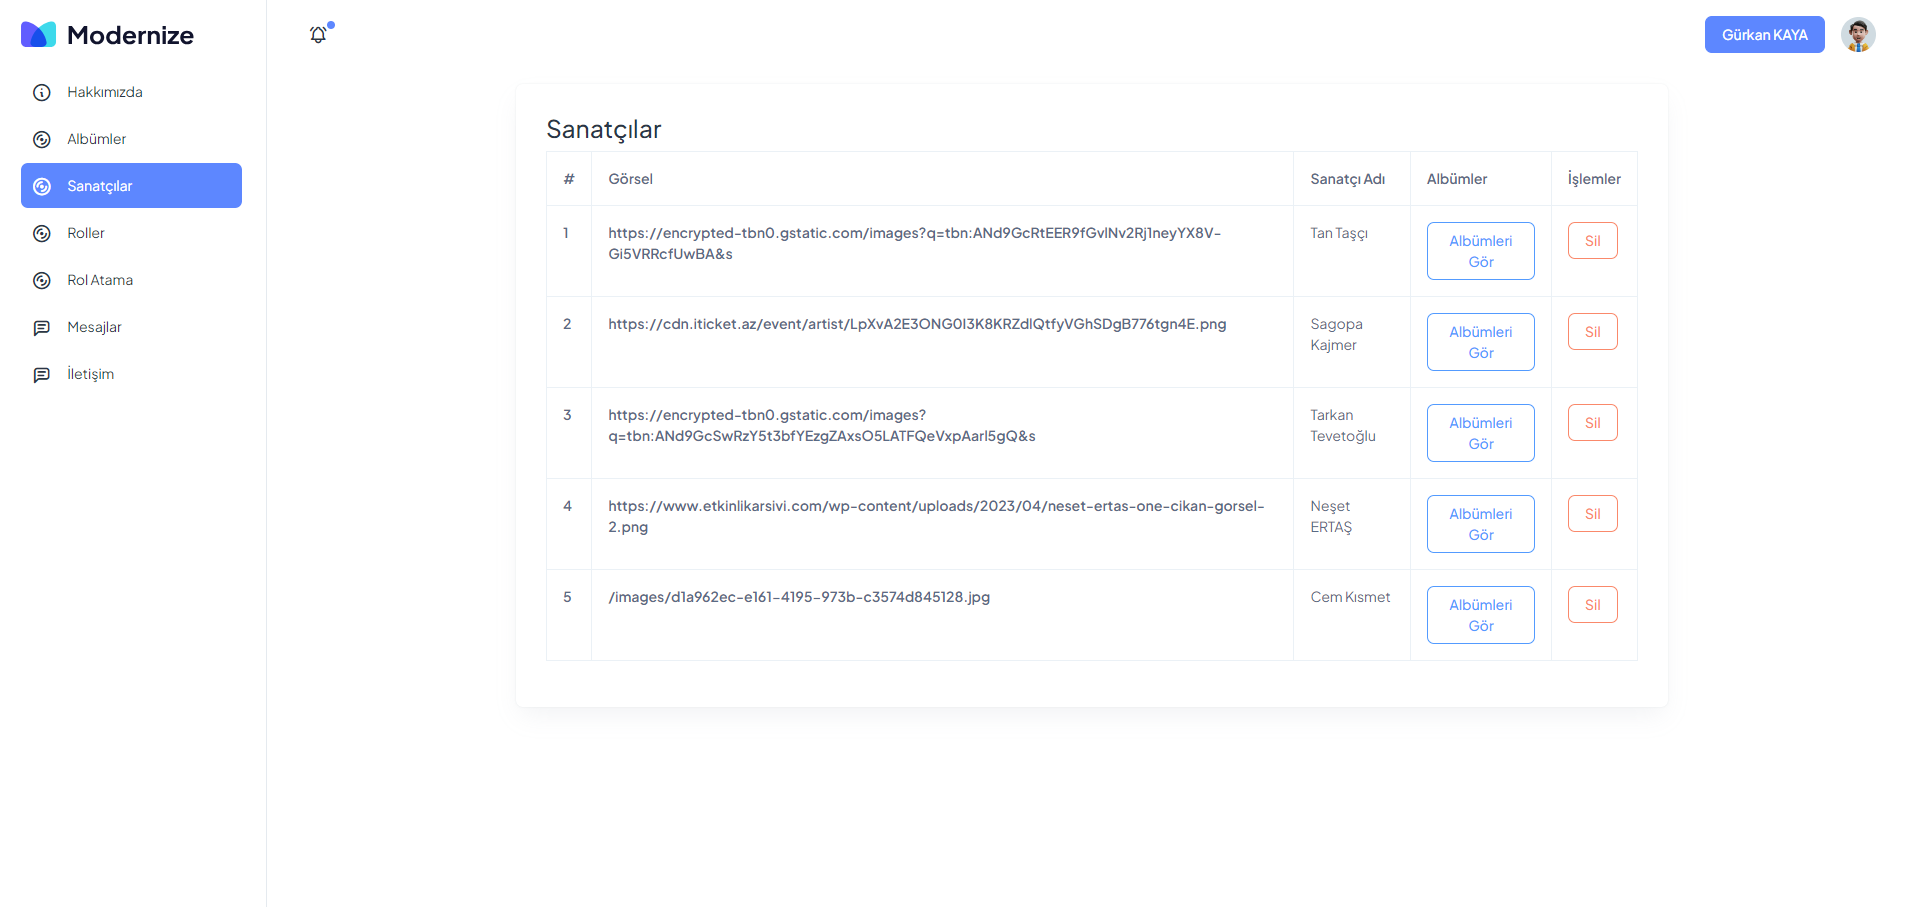 Modernize
Gürkan KAYA
Hakkımızda
Albümler
Sanatçılar
Roller
Rol Atama
Mesajlar
İletişim
Sanatçılar
# Görsel Sanatçı Adı Albümler İşlemler
1 https://encrypted-tbn0.gstatic.com/images?q=tbn:ANd9GcRtEER9fGvlNv2Rj1neyYX8V- Tan Taşçı Albümleri Sil
Gi5VRRcfUwBA&s Gör
2 https://cdn.iticket.az/event/artist/LpXvA2E3ONG0I3K8KRZdlQtfyVGhSDgB776tgn4E.png Sagopa Albümleri Sil
Kajmer Gör
3 https://encrypted-tbn0.gstatic.com/images? Tarkan Albümleri Sil
q=tbn:ANd9GcSwRzY5t3bfYEzgZAxsO5LATFQeVxpAarI5gQ&s Tevetoğlu Gör
4 https://www.etkinlikarsivi.com/wp-content/uploads/2023/04/neset-ertas-one-cikan-gorsel- Neşet Albümleri Sil
2.png ERTAŞ Gör
5 /images/d1a962ec-e161-4195-973b-c3574d845128.jpg Cem Kısmet Albümleri Sil
Gör